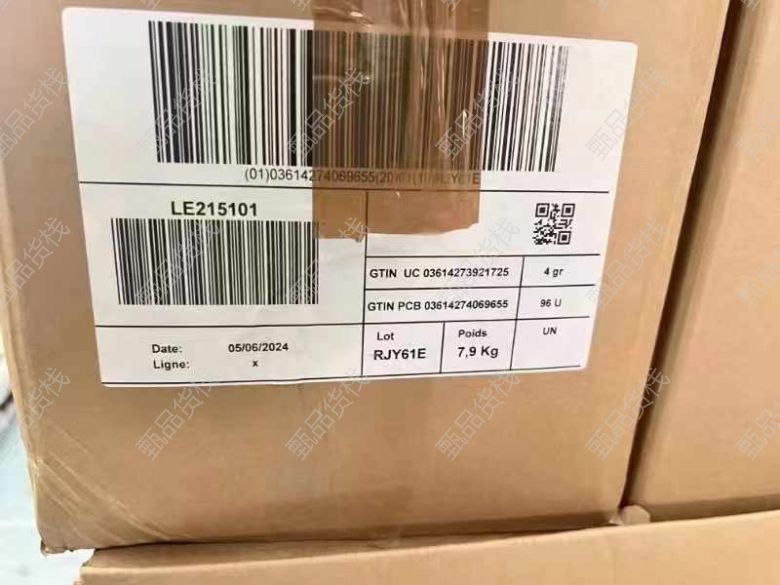 (01)03614274069655(20
LE215101
GTIN UC 03614273921725
4 gr
GTIN PCB 03614274069655
96 U
Date: 05/06/2024
Ligne: x
Lot
RJY61E
Poids
7,9 Kg
UN
甄品货栈